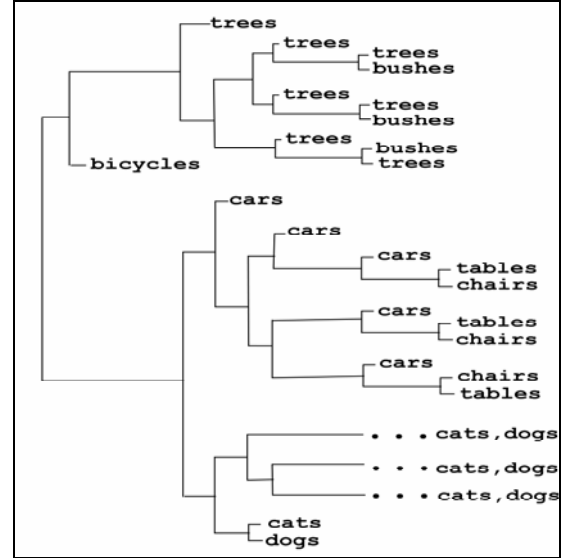 trees
trees
trees
bushes
trees
trees
bushes
trees
bushes
trees
bicycles
cars
cars
cars
tables
chairs
cars
tables
chairs
cars
chairs
tables
• • • cats,dogs
• • • cats,dogs
• • • cats,dogs
cats
dogs